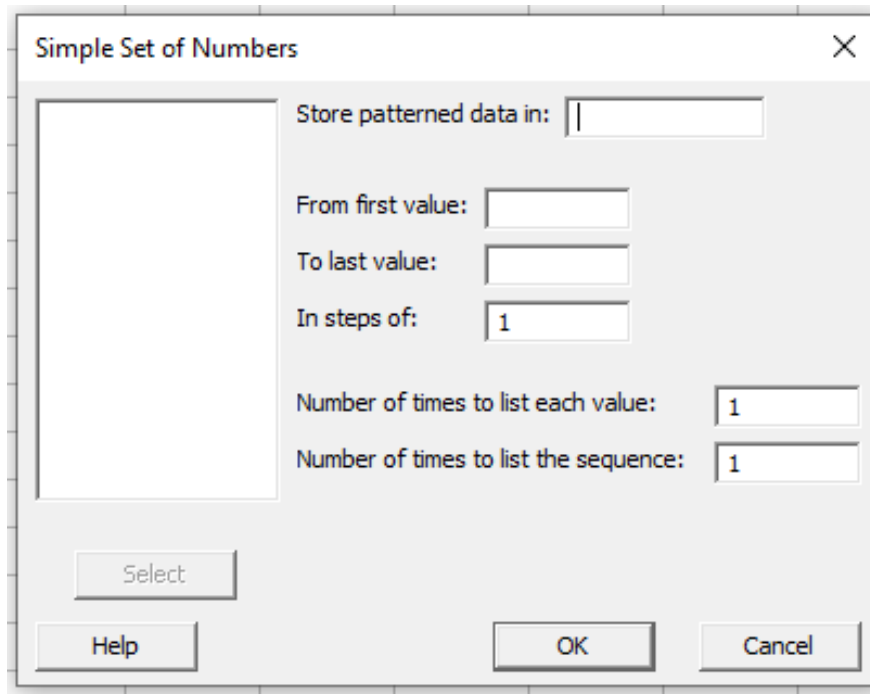 Simple Set of Numbers
Store patterned data in:
From first value:
To last value:
In steps of: 1
Number of times to list each value: 1
Number of times to list the sequence: 1
Select
Help OK Cancel